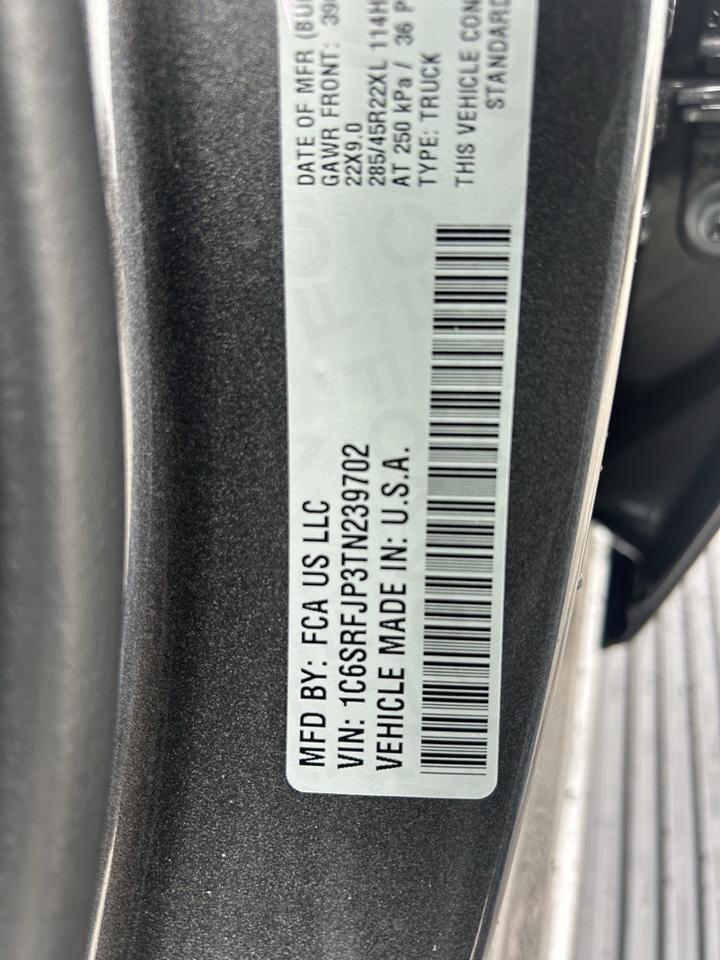 MFD BY: FCA US LLC
VIN: 1C6SRFJP3TN239702
VEHICLE MADE IN: U.S.A.
DATE OF MFR
GAWR FRONT:
22X9.0
285/45R22XL 114H
AT 250 kPa / 36
TYPE: TRUCK
THIS VEHICLE
STANDARD